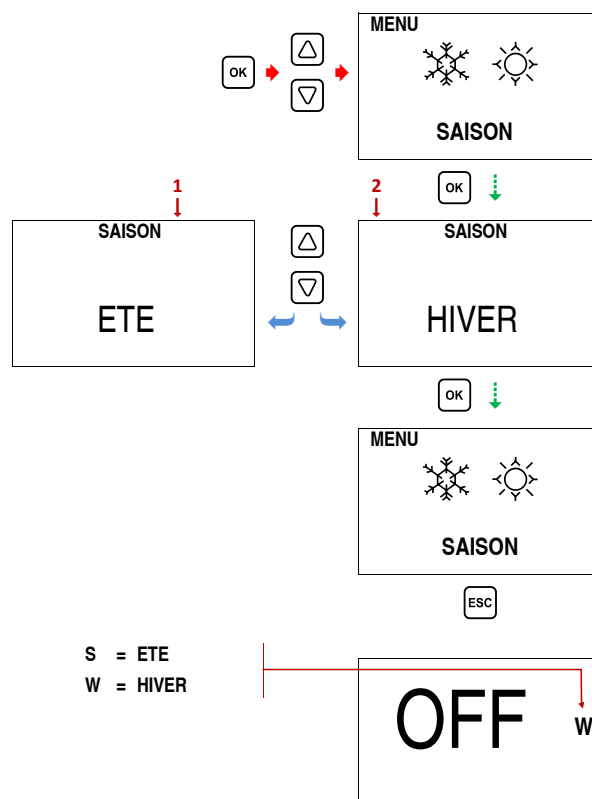 MENU
OK
SAISON
OK
1
2
SAISON
SAISON
ETE
HIVER
OK
MENU
SAISON
ESC
S = ETE
W = HIVER
OFF W